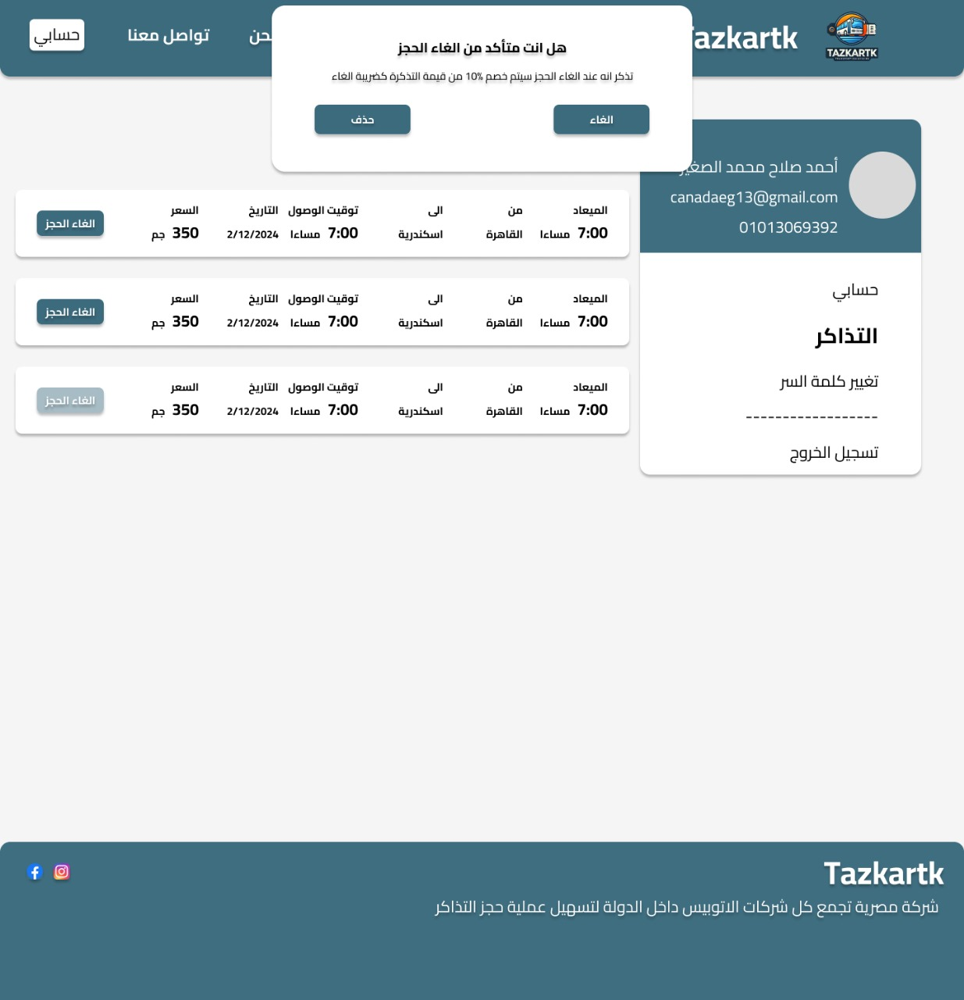 TAZKARTK
Tazkartk
تواصل معنا
حسابي
هل انت متأكد من الغاء الحجز
تذكر انه عند الغاء الحجز سيتم خصم 10% من قيمة التذكرة كضريبة الغاء
الغاء
حذف
أحمد صلاح محمد الصغير
canadaeg13@gmail.com
01013069392
حسابي
التذاكر
تغيير كلمة السر
------------------
تسجيل الخروج
الميعاد من الى توقيت الوصول التاريخ السعر
7:00 مساءا القاهرة اسكندرية 7:00 مساءا 2/12/2024 350 جم
الغاء الحجز
الميعاد من الى توقيت الوصول التاريخ السعر
7:00 مساءا القاهرة اسكندرية 7:00 مساءا 2/12/2024 350 جم
الغاء الحجز
الميعاد من الى توقيت الوصول التاريخ السعر
7:00 مساءا القاهرة اسكندرية 7:00 مساءا 2/12/2024 350 جم
الغاء الحجز
Tazkartk
شركة مصرية تجمع كل شركات الاتوبيس داخل الدولة لتسهيل عملية حجز التذاكر